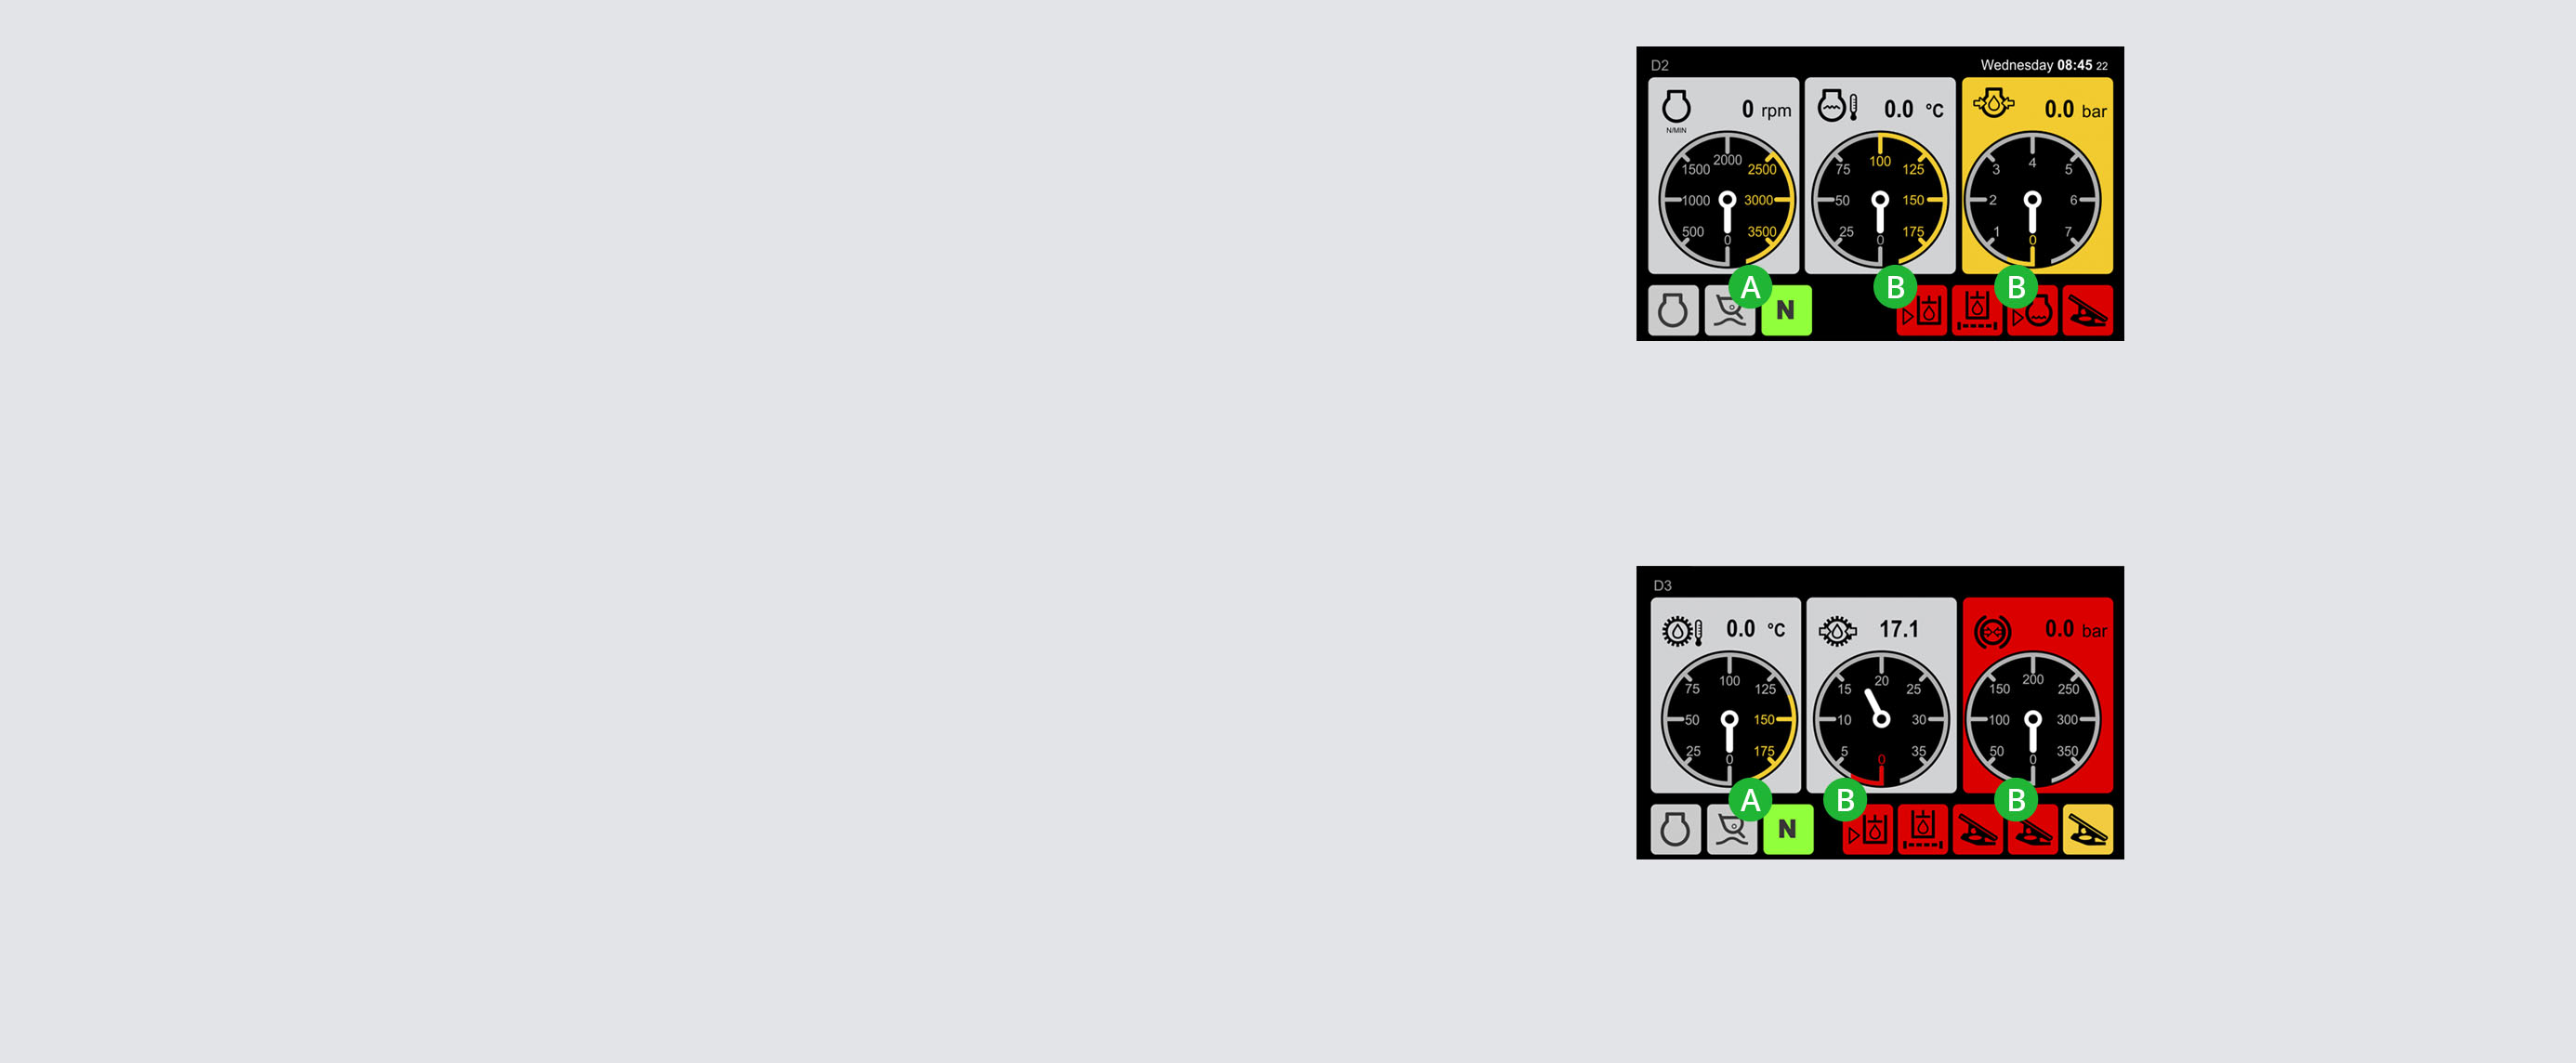 D2 Wednesday 08:45 22
0 rpm 0.0 °C 0.0 bar
N/MIN
0 500 1000 1500 2000 2500 3000 3500
0 25 50 75 100 125 150 175
0 1 2 3 4 5 6 7
A B B
N
D3
0.0 °C 17.1 0.0 bar
0 25 50 75 100 125 150 175
0 5 10 15 20 25 30 35
0 50 100 150 200 250 300 350
A B B
N